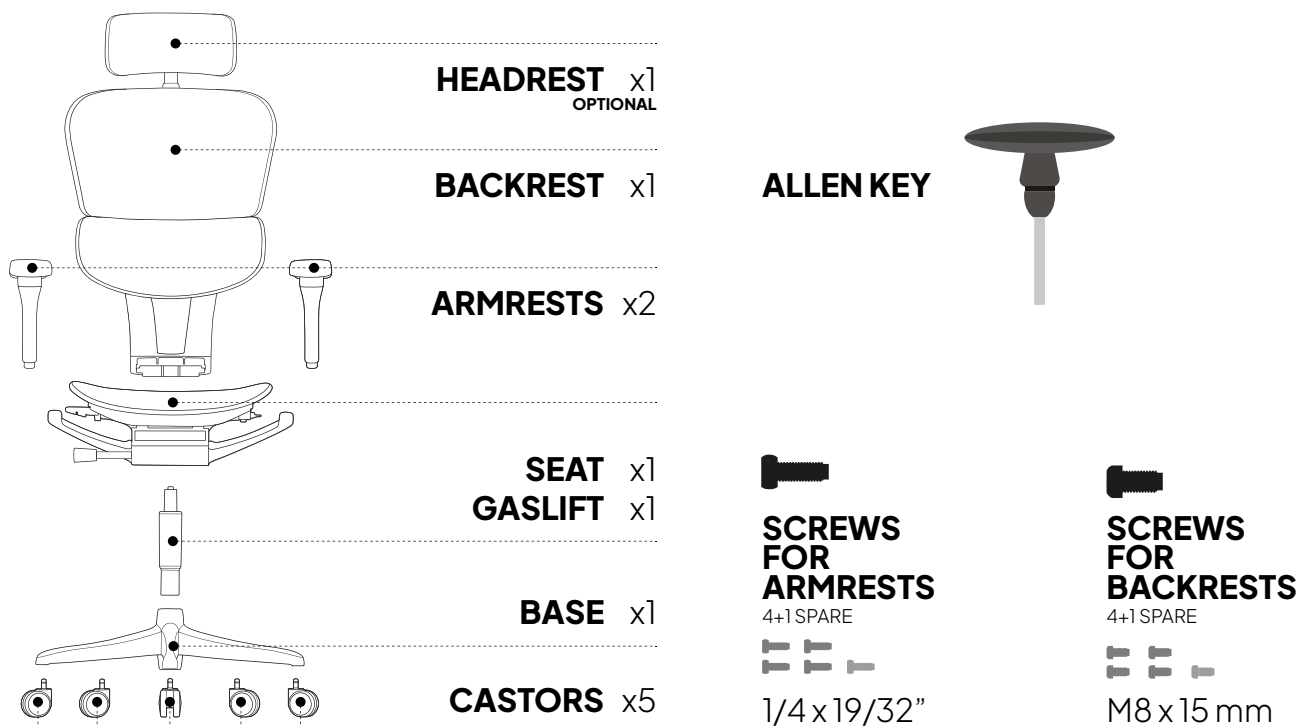 HEADREST x1
OPTIONAL
BACKREST x1
ARMRESTS x2
SEAT x1
GASLIFT x1
BASE x1
CASTORS x5
ALLEN KEY
SCREWS
FOR
ARMRESTS
4+1 SPARE
1/4 x 19/32”
SCREWS
FOR
BACKRESTS
4+1 SPARE
M8 x 15 mm